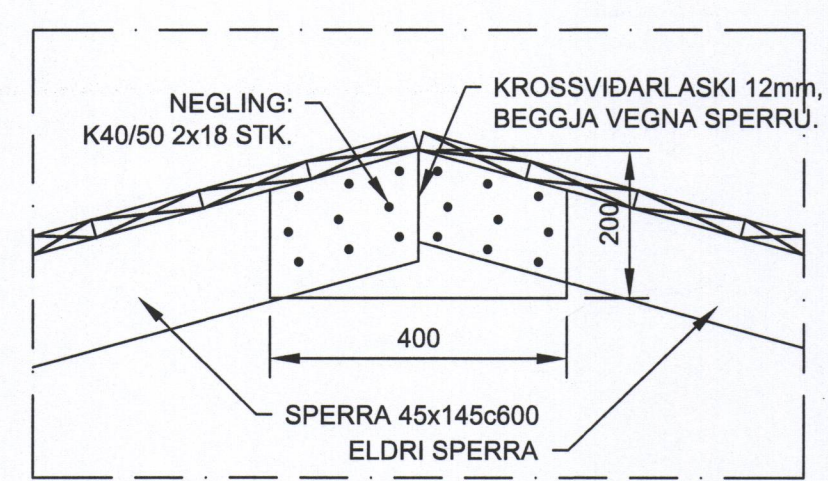 NEGLING:
K40/50 2x18 STK.
KROSSVIÐARLASKI 12mm,
BEGGJA VEGNA SPERRU.
200
400
SPERRA 45x145c600
ELDRI SPERRA